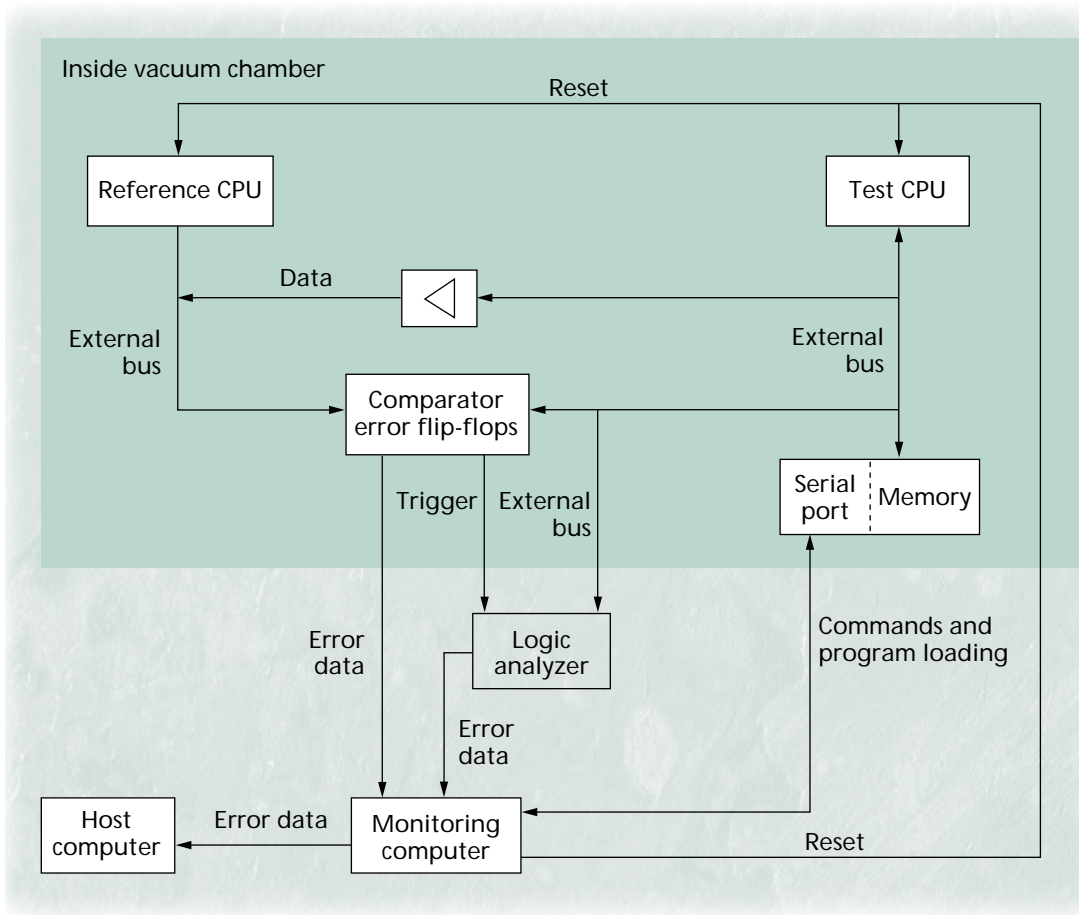 Inside vacuum chamber
Reset
Reference CPU
Test CPU
Data
External
bus
External
bus
Comparator
error flip-flops
Trigger
External
bus
Serial
port
Memory
Logic
analyzer
Commands and
program loading
Error
data
Error
data
Host
computer
Error data
Monitoring
computer
Reset